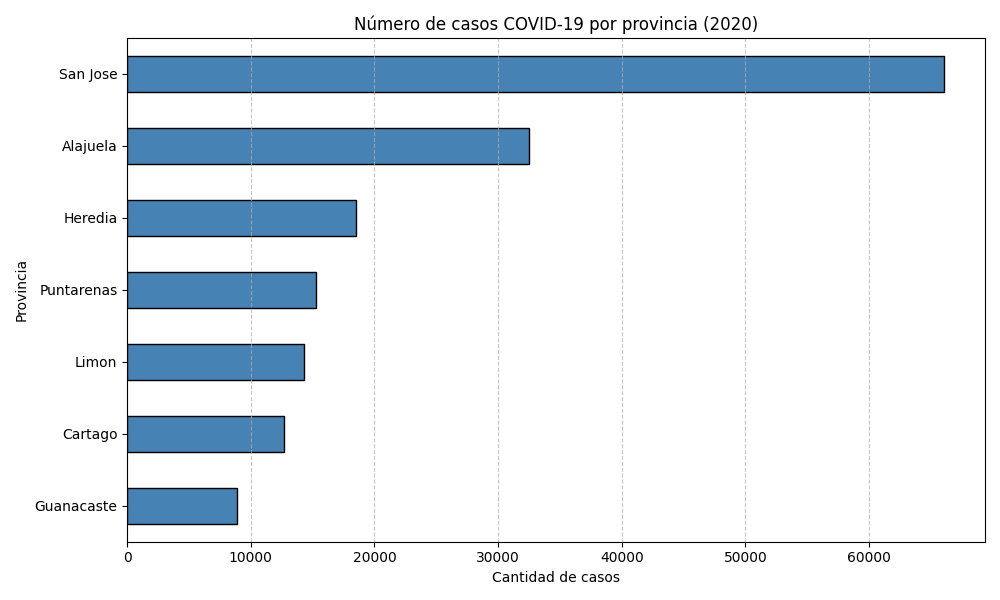 Número de casos COVID-19 por provincia (2020)
San Jose
Alajuela
Heredia
Puntarenas
Limon
Cartago
Guanacaste
Provincia
0 10000 20000 30000 40000 50000 60000
Cantidad de casos